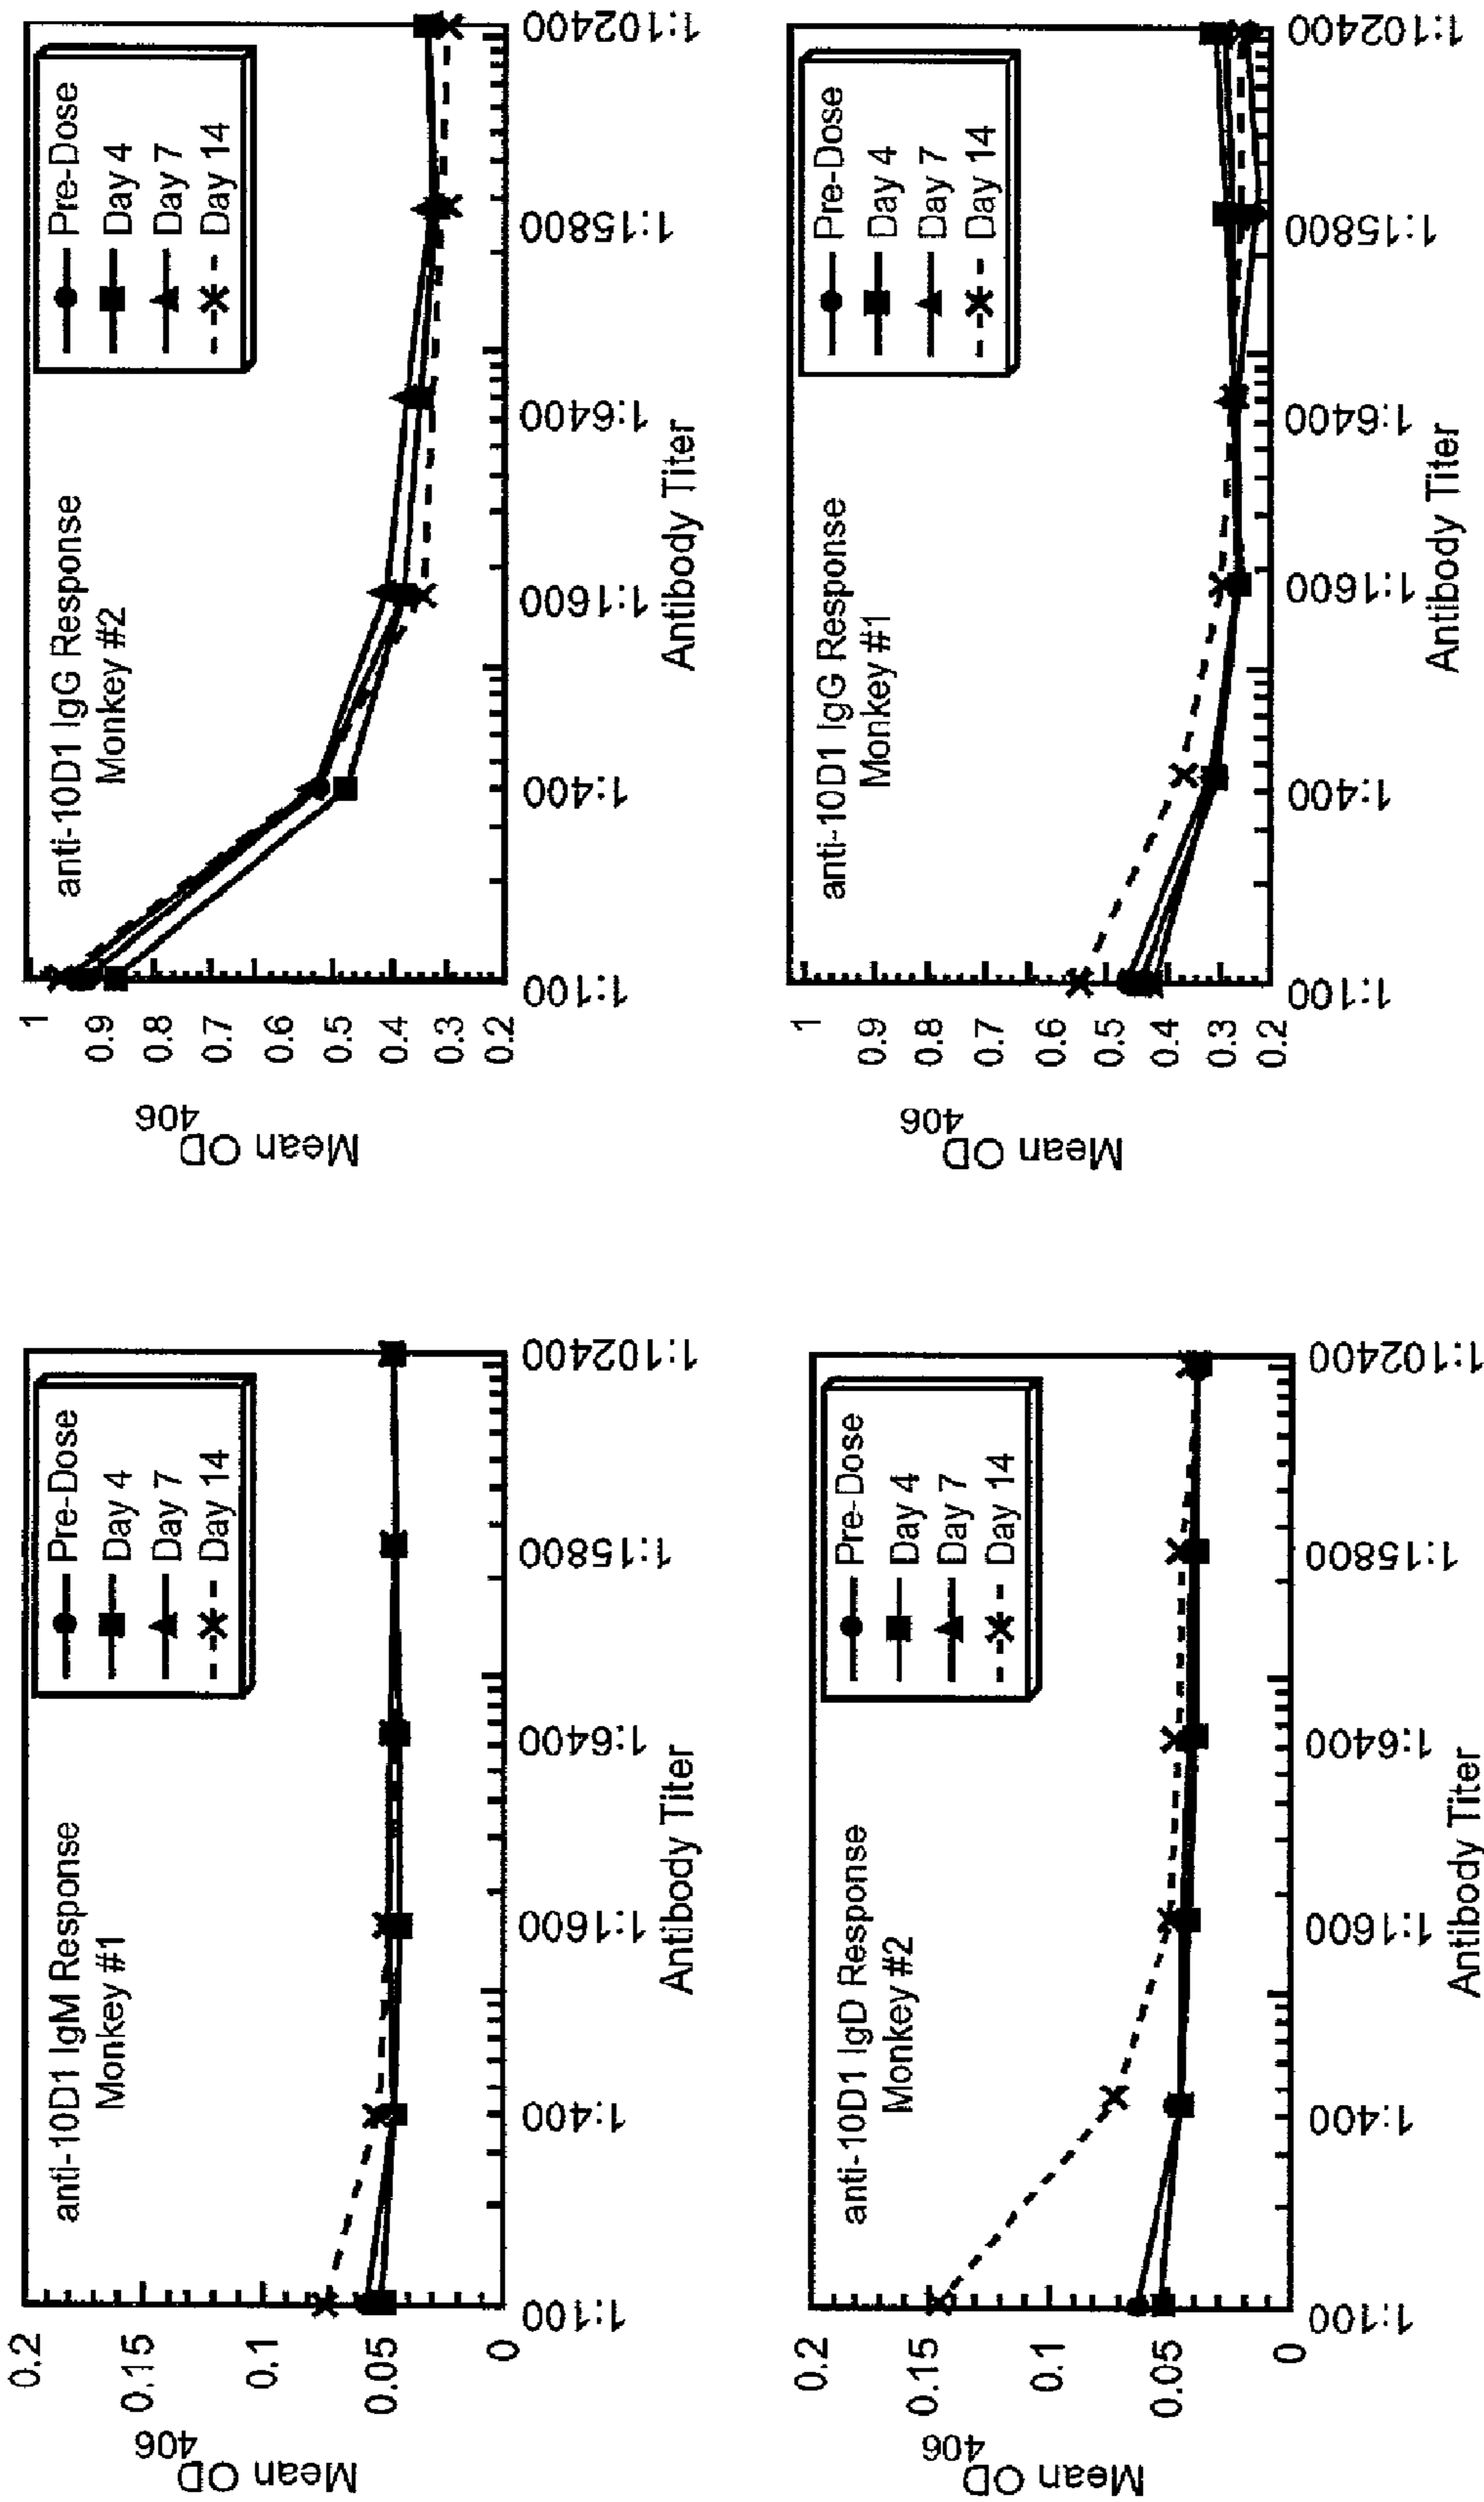 anti-10D1 IgM Response
Monkey #1
Pre-Dose
Day 4
Day 7
Day 14
Mean OD
406
0.2
0.15
0.1
0.05
0
1:100
1:400
1:1600
1:6400
1:15800
1:102400
Antibody Titer
anti-10D1 IgG Response
Monkey #2
Pre-Dose
Day 4
Day 7
Day 14
Mean OD
406
1
0.9
0.8
0.7
0.6
0.5
0.4
0.3
0.2
1:100
1:400
1:1600
1:6400
1:15800
1:102400
Antibody Titer
anti-10D1 IgD Response
Monkey #2
Pre-Dose
Day 4
Day 7
Day 14
Mean OD
406
0.2
0.15
0.1
0.05
0
1:100
1:400
1:1600
1:6400
1:15800
1:102400
Antibody Titer
anti-10D1 IgG Response
Monkey #1
Pre-Dose
Day 4
Day 7
Day 14
Mean OD
406
1
0.9
0.8
0.7
0.6
0.5
0.4
0.3
0.2
1:100
1:400
1:1600
1:6400
1:15800
1:102400
Antibody Titer